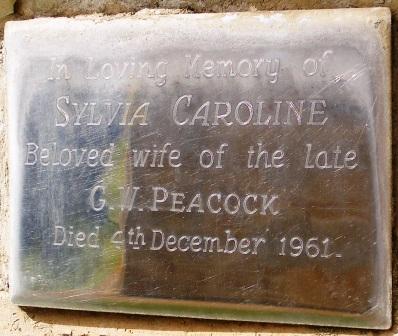 In Loving Memory of
SYLVIA CAROLINE
Beloved wife of the late
G.W. PEACOCK
Died 4th December 1961.